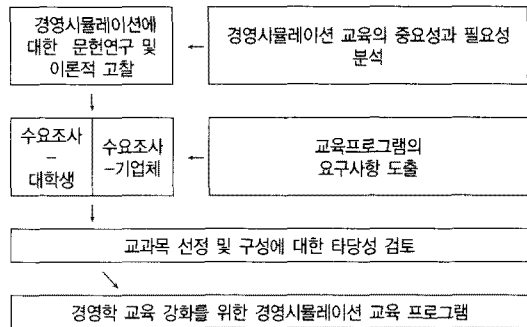 경영시뮬레이션에
대한 문헌연구 및
이론적 고찰
경영시뮬레이션 교육의 중요성과 필요성
분석
수요조사
-
대학생
수요조사
-기업체
교육프로그램의
요구사항 도출
교과목 선정 및 구성에 대한 타당성 검토
경영학 교육 강화를 위한 경영시뮬레이션 교육 프로그램